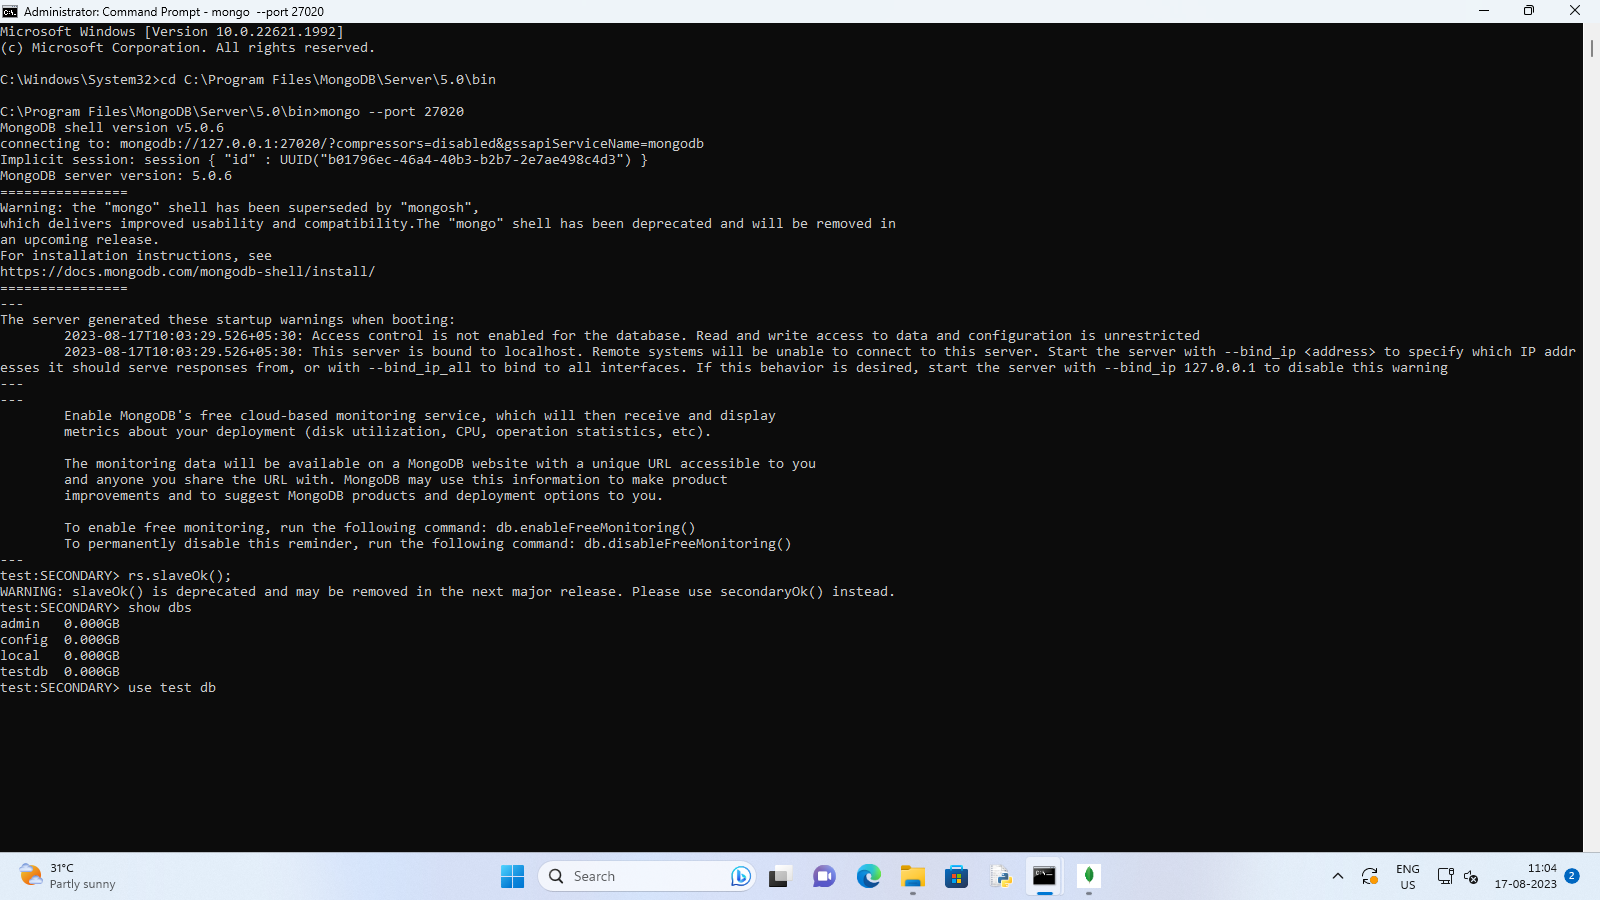 Administrator: Command Prompt - mongo  --port 27020
Microsoft Windows [Version 10.0.22621.1992]
(c) Microsoft Corporation. All rights reserved.
C:\Windows\System32>cd C:\Program Files\MongoDB\Server\5.0\bin
C:\Program Files\MongoDB\Server\5.0\bin>mongo --port 27020
MongoDB shell version v5.0.6
connecting to: mongodb://127.0.0.1:27020/?compressors=disabled&gssapiServiceName=mongodb
Implicit session: session { "id" : UUID("b01796ec-46a4-40b3-b2b7-2e7ae498c4d3") }
MongoDB server version: 5.0.6
================
Warning: the "mongo" shell has been superseded by "mongosh",
which delivers improved usability and compatibility.The "mongo" shell has been deprecated and will be removed in
an upcoming release.
For installation instructions, see
https://docs.mongodb.com/mongodb-shell/install/
================
---
The server generated these startup warnings when booting:
        2023-08-17T10:03:29.526+05:30: Access control is not enabled for the database. Read and write access to data and configuration is unrestricted
        2023-08-17T10:03:29.526+05:30: This server is bound to localhost. Remote systems will be unable to connect to this server. Start the server with --bind_ip <address> to specify which IP addr
esses it should serve responses from, or with --bind_ip_all to bind to all interfaces. If this behavior is desired, start the server with --bind_ip 127.0.0.1 to disable this warning
---
---
        Enable MongoDB's free cloud-based monitoring service, which will then receive and display
        metrics about your deployment (disk utilization, CPU, operation statistics, etc).
        The monitoring data will be available on a MongoDB website with a unique URL accessible to you
        and anyone you share the URL with. MongoDB may use this information to make product
        improvements and to suggest MongoDB products and deployment options to you.
        To enable free monitoring, run the following command: db.enableFreeMonitoring()
        To permanently disable this reminder, run the following command: db.disableFreeMonitoring()
---
test:SECONDARY> rs.slaveOk();
WARNING: slaveOk() is deprecated and may be removed in the next major release. Please use secondaryOk() instead.
test:SECONDARY> show dbs
admin   0.000GB
config  0.000GB
local   0.000GB
testdb  0.000GB
test:SECONDARY> use test db
31°C
Partly sunny
Search
ENG
US
11:04
17-08-2023
2